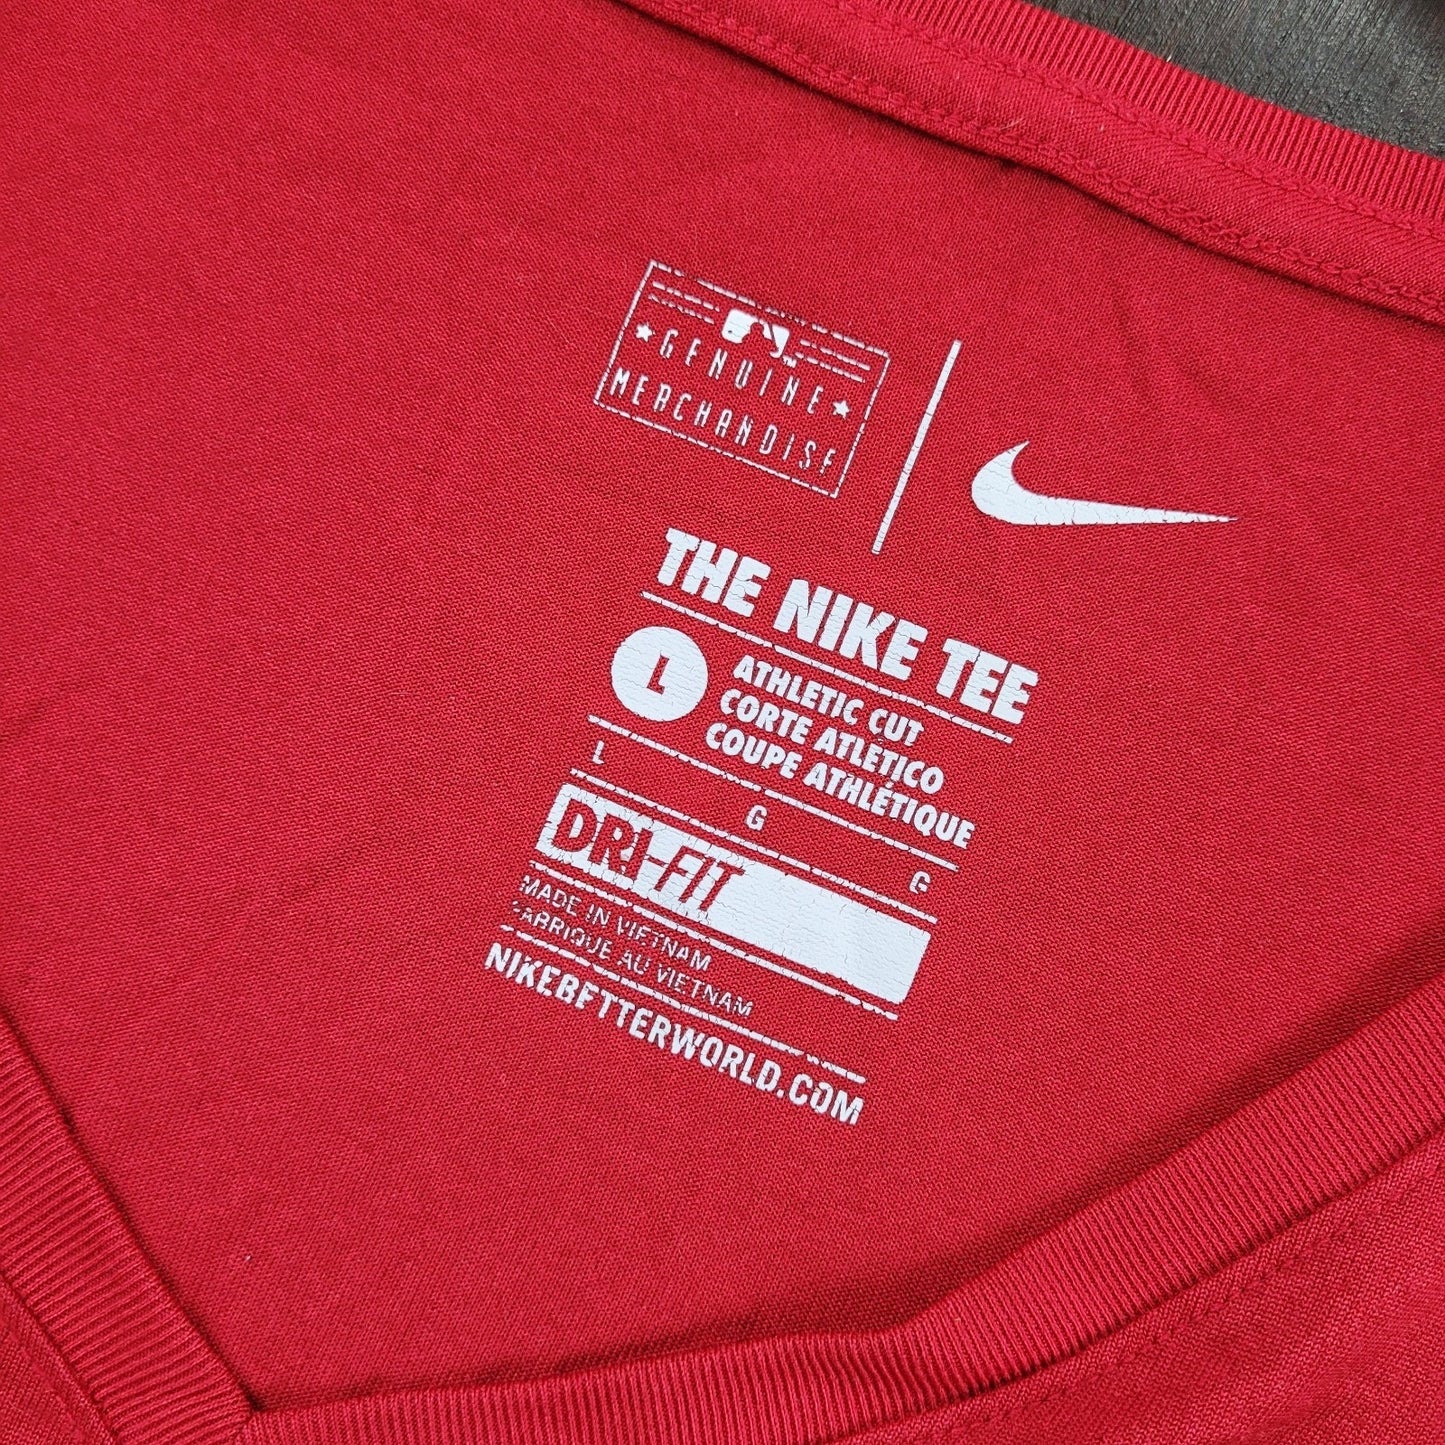 GENUINE
MERCHANDISE
THE NIKE TEE
L
ATHLETIC CUT
CORTE ATLÉTICO
COUPE ATHLÉTIQUE
L G G
DRI-FIT
MADE IN VIETNAM
FABRIQUE AU VIETNAM
NIKEBETTERWORLD.COM